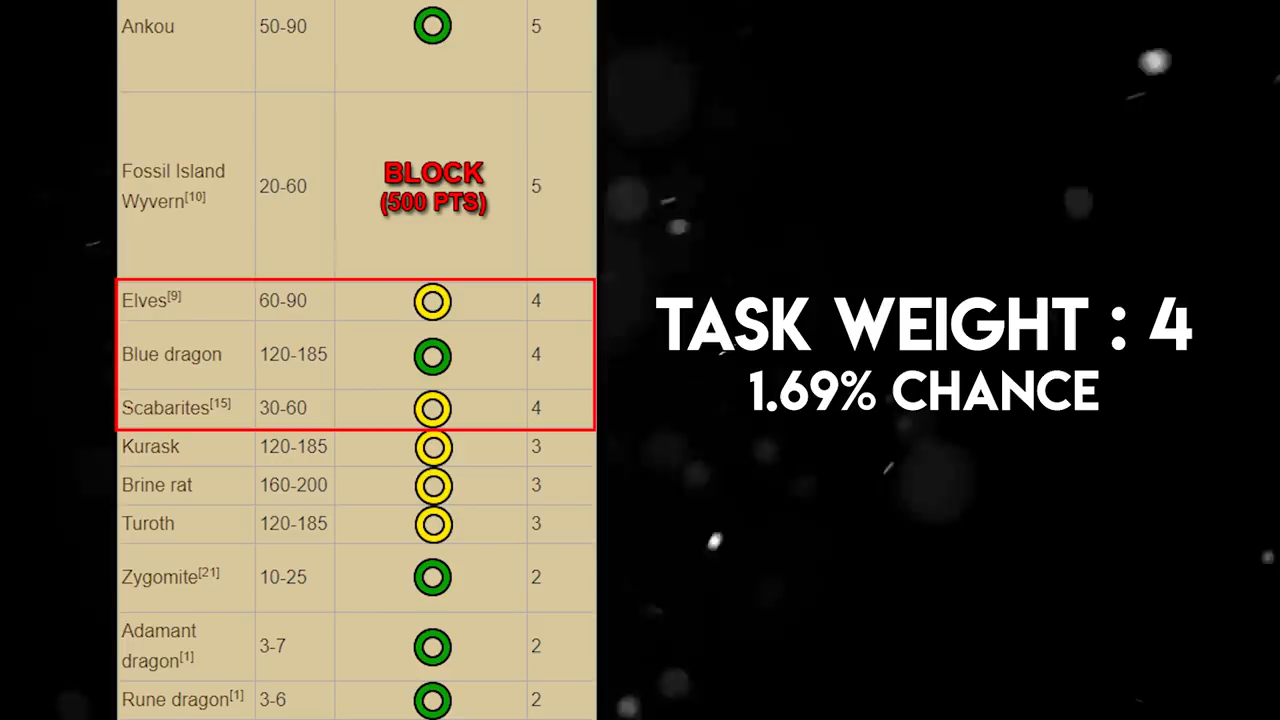 Ankou 50-90 5
Fossil Island
Wyvern[10] 20-60 BLOCK
(500 PTS) 5
Elves[9] 60-90 4
Blue dragon 120-185 4
Scabarites[15] 30-60 4
Kurask 120-185 3
Brine rat 160-200 3
Turoth 120-185 3
Zygomite[21] 10-25 2
Adamant
dragon[1] 3-7 2
Rune dragon[1] 3-6 2
TASK WEIGHT : 4
1.69% CHANCE